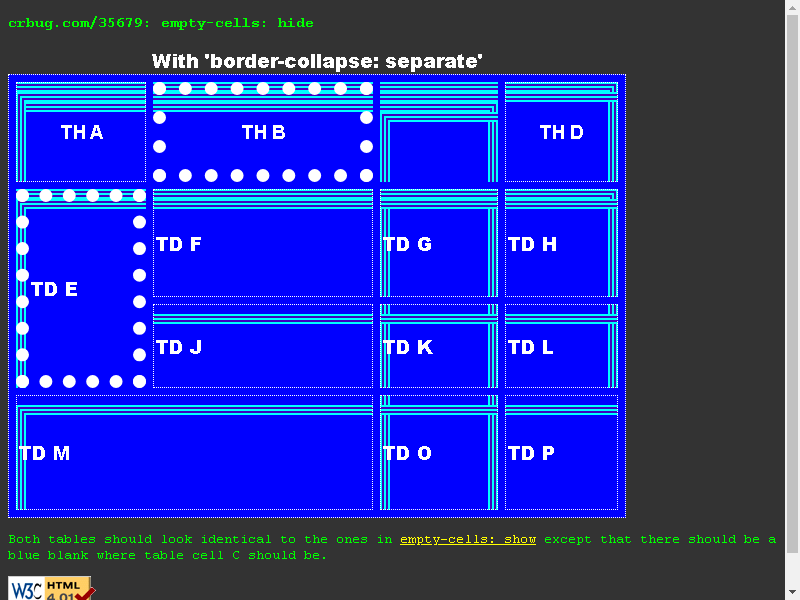 crbug.com/35679: empty-cells: hide
With 'border-collapse: separate'
TH A
TH B
TH D
TD E
TD F
TD G
TD H
TD J
TD K
TD L
TD M
TD O
TD P
Both tables should look identical to the ones in empty-cells: show except that there should be a
blue blank where table cell C should be.
W3C HTML
4.01